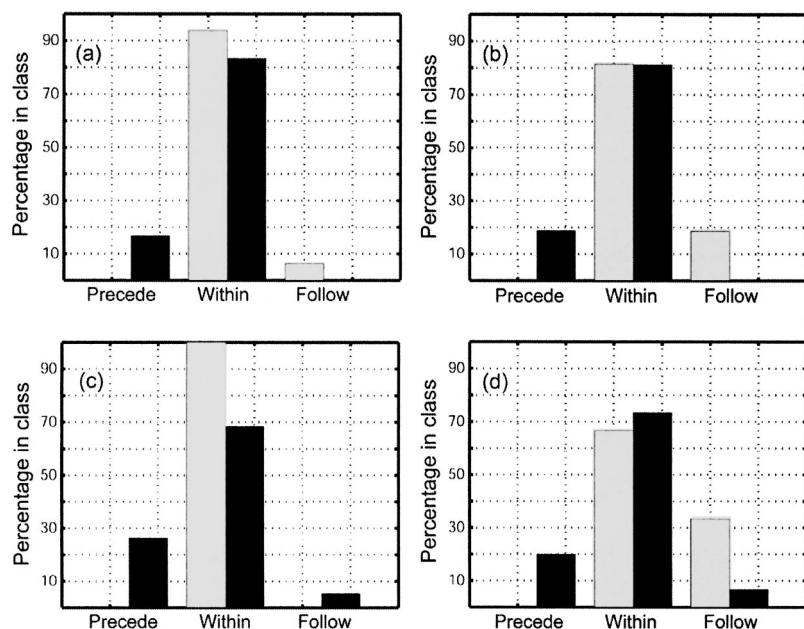 (a)
Percentage in class
90
70
50
30
10
Precede Within Follow
(b)
Percentage in class
90
70
50
30
10
Precede Within Follow
(c)
Percentage in class
90
70
50
30
10
Precede Within Follow
(d)
Percentage in class
90
70
50
30
10
Precede Within Follow